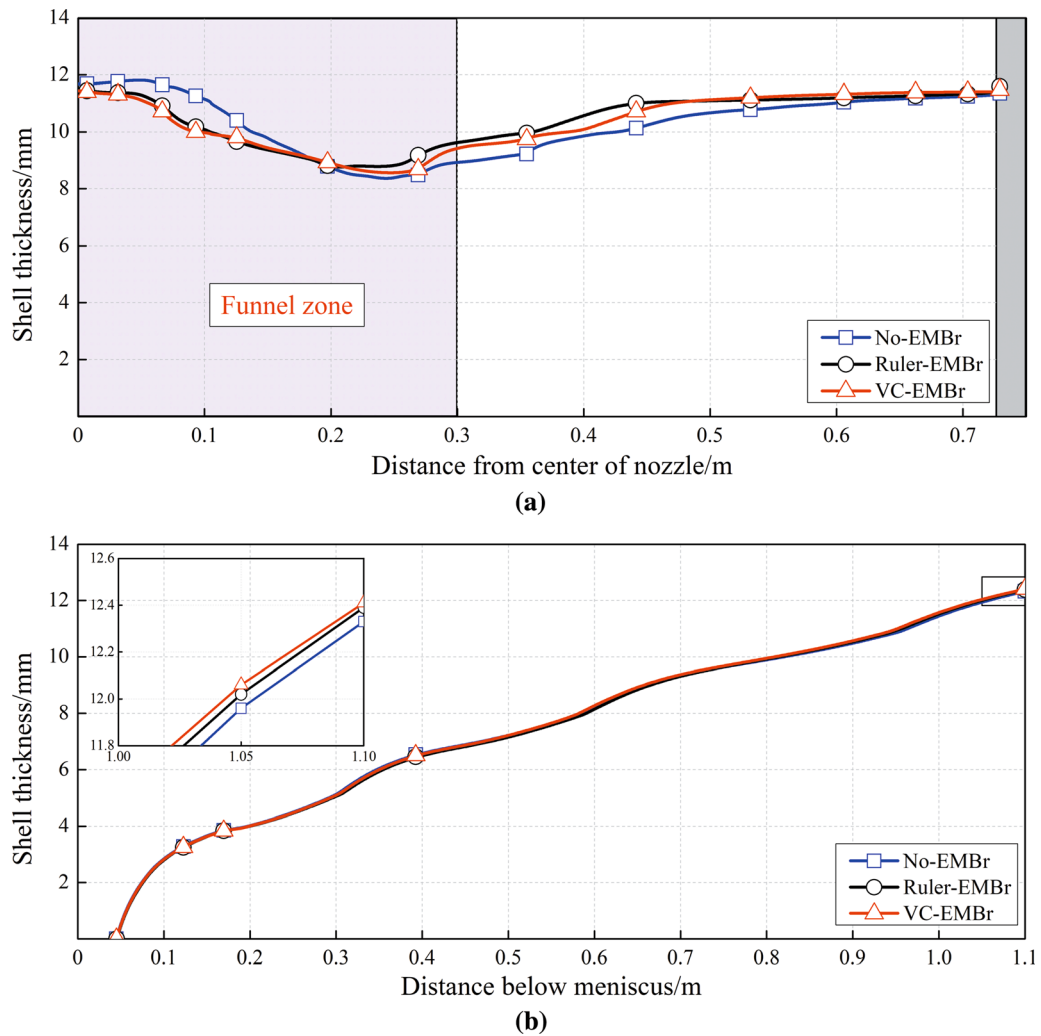 14
12
10
8
6
4
2
Shell thickness/mm
Funnel zone
No-EMBr
Ruler-EMBr
VC-EMBr
0 0.1 0.2 0.3 0.4 0.5 0.6 0.7
Distance from center of nozzle/m
(a)
14
12
10
8
6
4
2
Shell thickness/mm
12.6
12.4
12.2
12.0
11.8
1.00 1.05 1.10
No-EMBr
Ruler-EMBr
VC-EMBr
0 0.1 0.2 0.3 0.4 0.5 0.6 0.7 0.8 0.9 1.0 1.1
Distance below meniscus/m
(b)